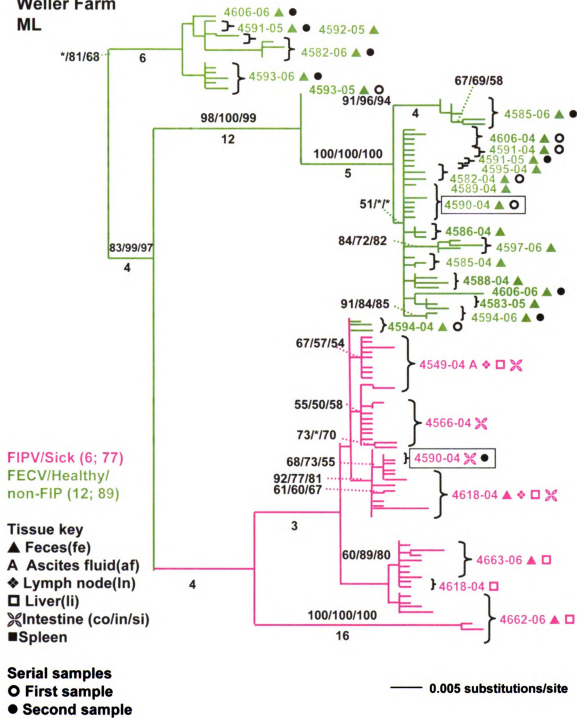 Weller Farm
ML
4606-06 ▲ ●
4591-05 ▲ ● 4592-05 ▲
4582-06 ▲ ●
*/81/68
6
4593-06 ▲ ●
4593-05 ▲ O
98/100/99
12
91/96/94
4
67/69/58
4585-06 ▲ ●
4606-04 ▲ O
4591-04 ▲ O
4591-05 ▲ ●
4595-04 ▲
100/100/100
5
4582-04 ▲ O
4589-04 ▲
51/*/*
4590-04 ▲ O
4586-04 ▲
84/72/82
4597-06 ▲
83/99/97
4
4585-04 ▲
4588-04 ▲
4606-06 ▲ ●
4583-05 ▲
91/84/85
4594-06 ▲ ●
4594-04 ▲ O
67/57/54
4549-04 A ❖ □ ⌘
55/50/58
4566-04 ⌘
73/*/70
68/73/55
4590-04 ⌘ ●
92/77/81
61/60/67
4618-04 ▲ ❖ □ ⌘
FIPV/Sick (6; 77)
FECV/Healthy/
non-FIP (12; 89)
3
60/89/80
4663-06 ▲ □
4618-04 □
4
100/100/100
16
4662-06 ▲ □
Tissue key
▲ Feces(fe)
A Ascites fluid(af)
❖ Lymph node(ln)
□ Liver(li)
⌘Intestine (co/in/si)
■Spleen
Serial samples
O First sample
● Second sample
0.005 substitutions/site